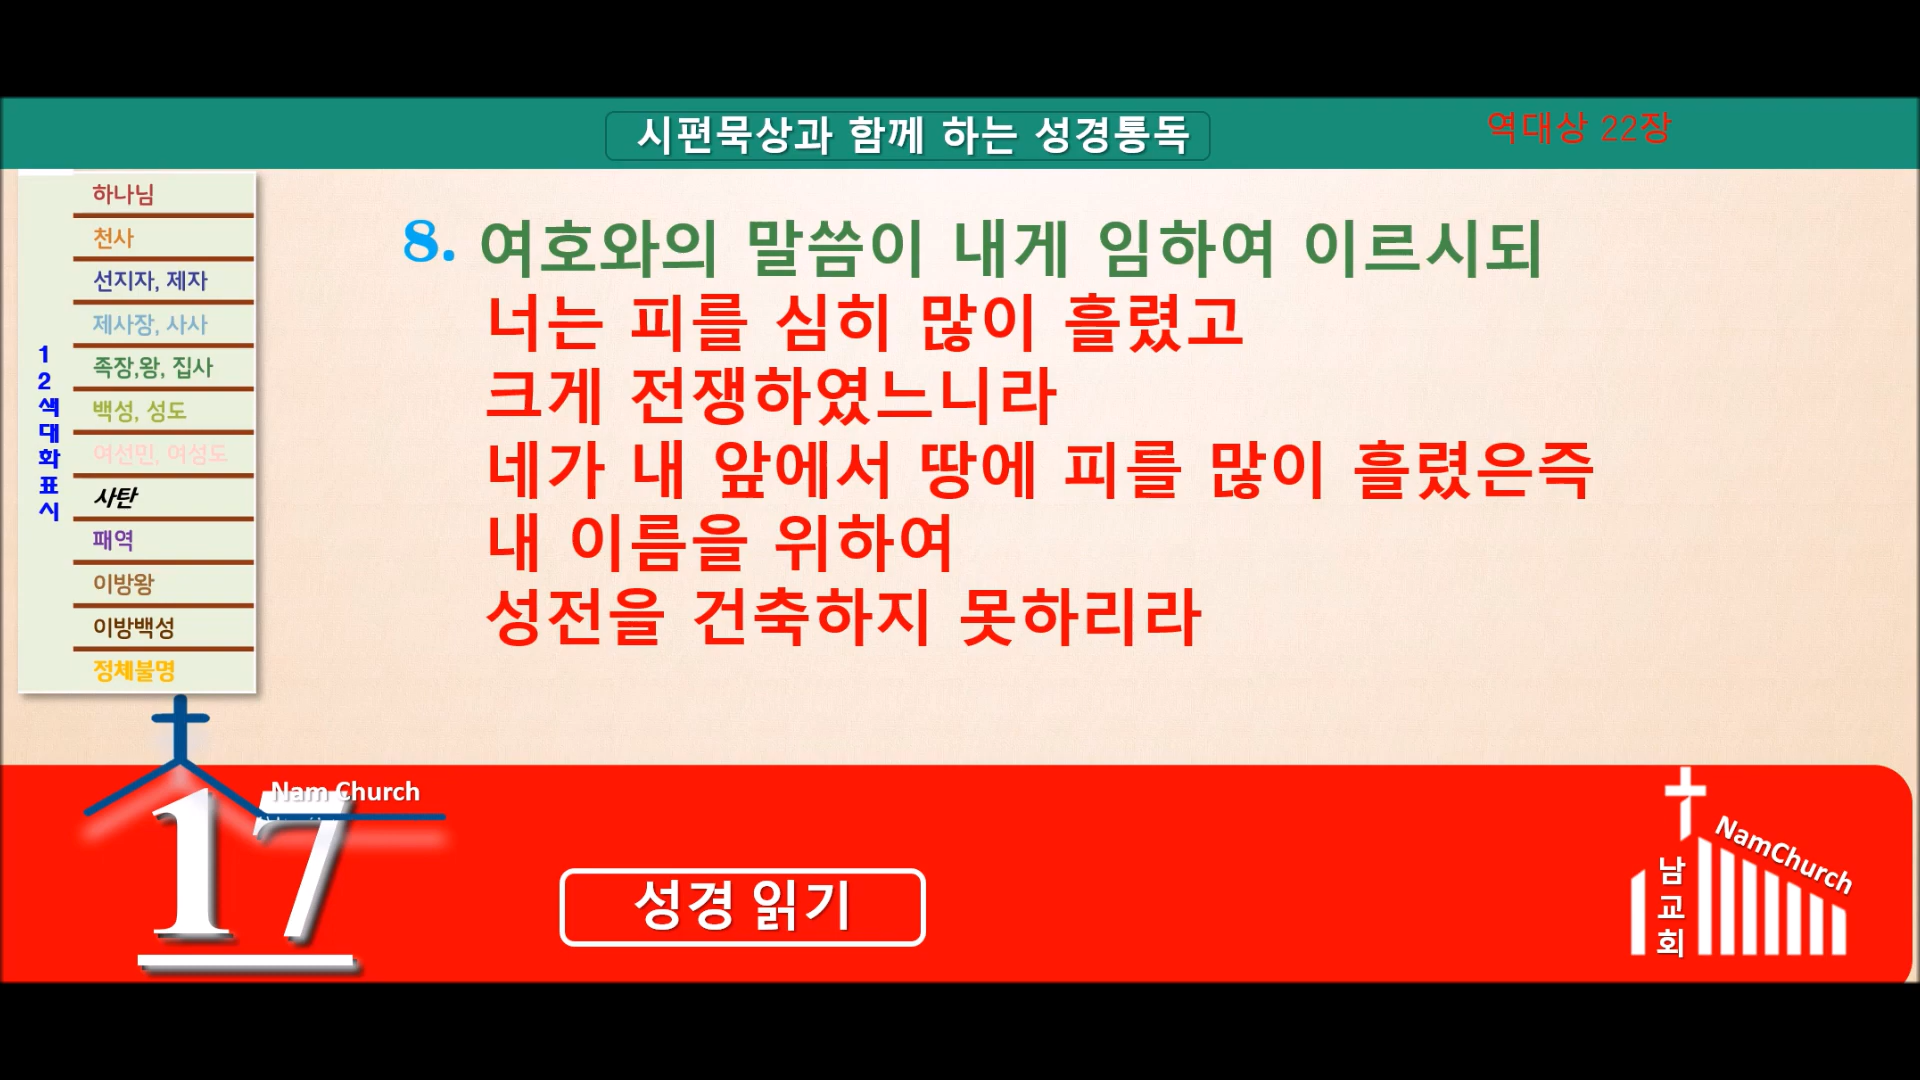 시편묵상과 함께 하는 성경통독
역대상 22장
12색대화표시
하나님
천사
선지자, 제자
제사장, 사사
족장,왕, 집사
백성, 성도
여선민, 여성도
사탄
패역
이방왕
이방백성
정체불명
8. 여호와의 말씀이 내게 임하여 이르시되
너는 피를 심히 많이 흘렸고
크게 전쟁하였느니라
네가 내 앞에서 땅에 피를 많이 흘렸은즉
내 이름을 위하여
성전을 건축하지 못하리라
Nam Church
17
성경 읽기
NamChurch
남교회